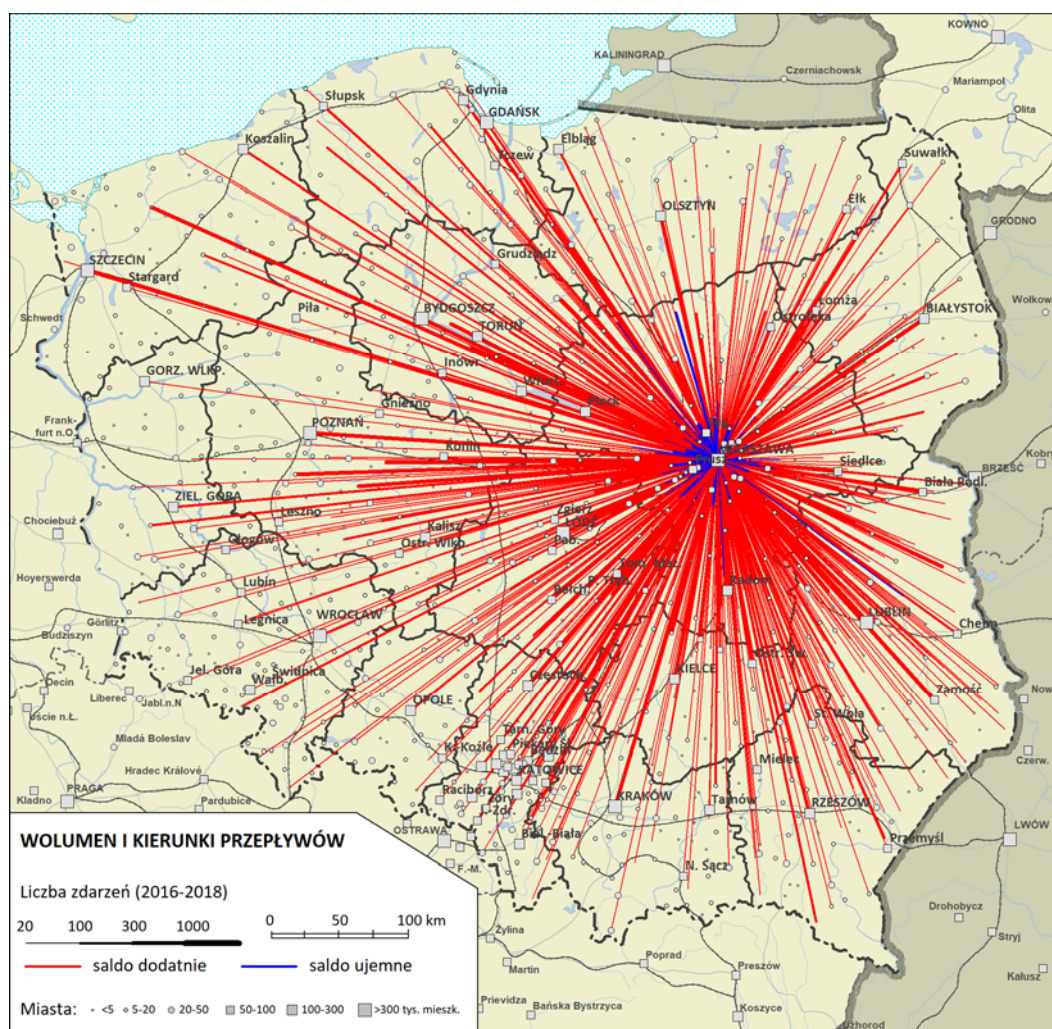 KOWNO
KALININGRAD
Czerniachowsk
Mariampol
Olita
Słupsk
Gdynia
GDAŃSK
Koszalin
Tczew
Elbląg
Suwałki
OLSZTYN
Ełk
GRODNO
SZCZECIN
Stargard
Grudziądz
Schwedt
Piła
BYDGOSZCZ
TORUŃ
Łomża
Ostrołęka
BIAŁYSTOK
Wołkow
GORZ. WLKP.
Inowr.
Włocł.
Płock
Gniezno
Frank-
furt n.O.
POZNAŃ
Konin
WARSZAWA
Siedlce
BRZEŚĆ
Kobry
Biała Podl.
ZIEL. GÓRA
Leszno
Kalisz
Zgierz
ŁÓDŹ
Chociebuż
Głogów
Ostr. Wlkp.
Pab.
Tom. Maz.
P. Tryb.
Hoyerswerda
Lubin
Bełch.
Radom
LUBLIN
Görlitz
Legnica
WROCŁAW
Chełm
Budziszyn
Ostr. Św.
Jel. Góra
Świdnica
Wałb.
Częstoch.
KIELCE
Decin
Liberec
Jabl.n.N
OPOLE
Zamość
Now
uście n.Ł.
St. Wola
Mladá Boleslav
Tarn. Góry
K. Koźle
Czerw.
Hradec Králové
KATOWICE
Mielec
Kladno
PRAGA
Pardubice
Racibórz
Żory
KRAKÓW
Tarnów
RZESZÓW
OSTRAWA
Biel.-Biała
Przemyśl
LWÓW
F.-M.
N. Sącz
Drohobycz
Stryj
Żylina
Martin
Poprad
Preszów
Kałusz
Prievidza
Bańska Bystrzyca
Koszyce
Użhorod
WOLUMEN I KIERUNKI PRZEPŁYWÓW
Liczba zdarzeń (2016-2018)
20 100 300 1000
0 50 100 km
saldo dodatnie saldo ujemne
Miasta: <5 5-20 20-50 50-100 100-300 >300 tys. mieszk.